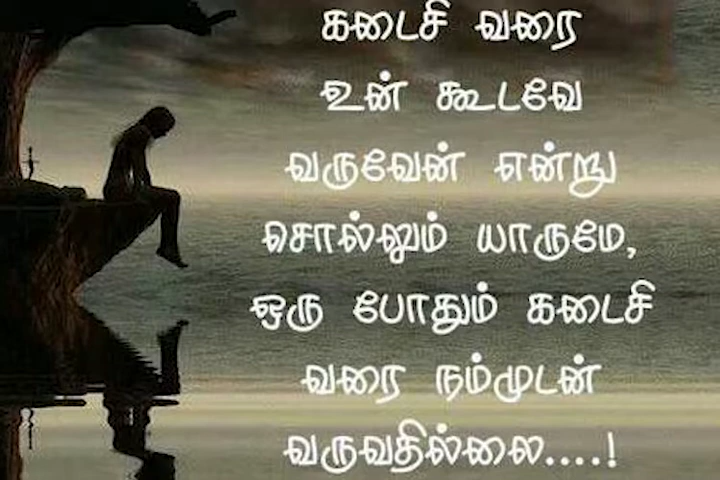 கடைசி வரை
உன் கூடவே
வருவேன் என்று
சொல்லும் யாருமே,
ஒரு போதும் கடைசி
வரை நம்முடன்
வருவதில்லை....!